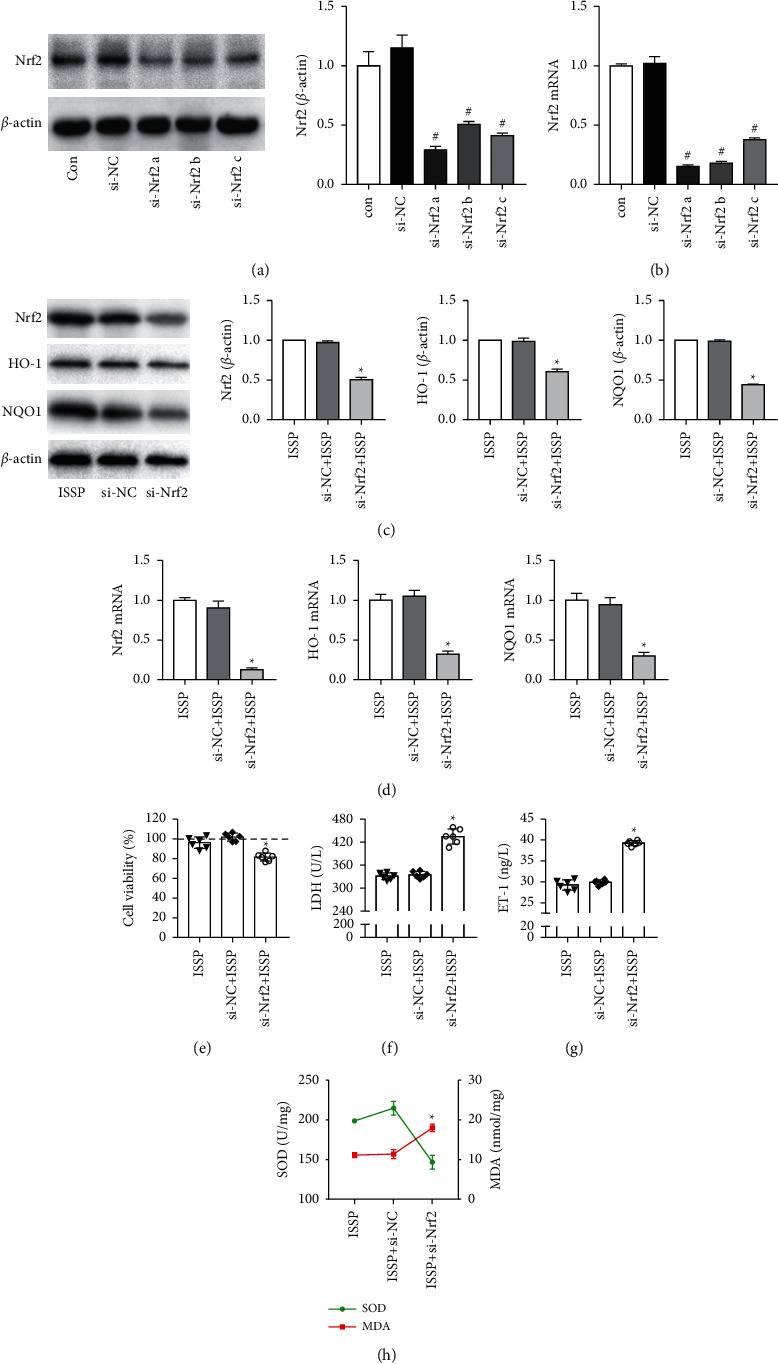 Nrf2
β-actin
Con
si-NC
si-Nrf2 a
si-Nrf2 b
si-Nrf2 c
Nrf2 (β-actin)
1.5
1.0
0.5
0.0
#
#
#
con
si-NC
si-Nrf2 a
si-Nrf2 b
si-Nrf2 c
(a)
Nrf2 mRNA
1.5
1.0
0.5
0.0
#
#
#
con
si-NC
si-Nrf2 a
si-Nrf2 b
si-Nrf2 c
(b)
Nrf2
HO-1
NQO1
β-actin
ISSP si-NC si-Nrf2
Nrf2 (β-actin)
1.5
1.0
0.5
0.0
*
ISSP
si-NC+ISSP
si-Nrf2+ISSP
HO-1 (β-actin)
1.5
1.0
0.5
0.0
*
ISSP
si-NC+ISSP
si-Nrf2+ISSP
NQO1 (β-actin)
1.5
1.0
0.5
0.0
*
ISSP
si-NC+ISSP
si-Nrf2+ISSP
(c)
Nrf2 mRNA
1.5
1.0
0.5
0.0
*
ISSP
si-NC+ISSP
si-Nrf2+ISSP
HO-1 mRNA
1.5
1.0
0.5
0.0
*
ISSP
si-NC+ISSP
si-Nrf2+ISSP
NQO1 mRNA
1.5
1.0
0.5
0.0
*
ISSP
si-NC+ISSP
si-Nrf2+ISSP
(d)
Cell viability (%)
120
100
80
60
40
20
0
*
ISSP
si-NC+ISSP
si-Nrf2+ISSP
(e)
LDH (U/L)
480
420
360
300
240
200
0
*
ISSP
si-NC+ISSP
si-Nrf2+ISSP
(f)
ET-1 (ng/L)
45
40
35
30
25
20
0
*
ISSP
si-NC+ISSP
si-Nrf2+ISSP
(g)
SOD (U/mg)
250
200
150
100
MDA (nmol/mg)
30
20
10
0
*
ISSP
ISSP+si-NC
ISSP+si-Nrf2
SOD
MDA
(h)